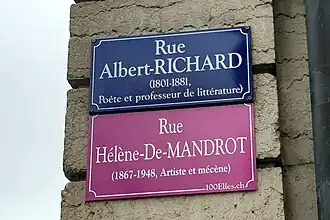 Rue
Albert-RICHARD
(1801-1881,
Poète et professeur de littérature)
Rue
Hélène-De-MANDROT
(1867-1948, Artiste et mécène)
100Elles.ch